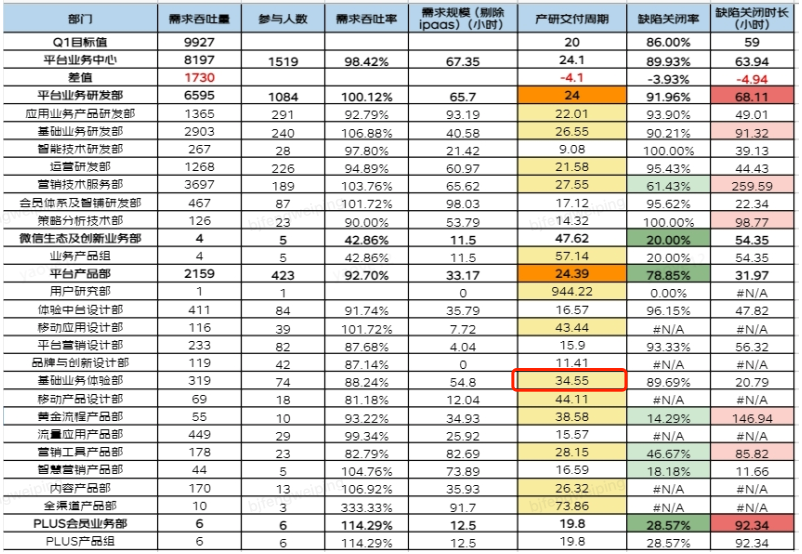 部门 需求吞吐量 参与人数 需求吞吐率 需求规模（剔除ipaas）（小时） 产研交付周期 缺陷关闭率 缺陷关闭时长（小时）
Q1目标值 9927 20 86.00% 59
平台业务中心 8197 1519 98.42% 67.35 24.1 89.93% 63.94
差值 1730 -4.1 -3.93% -4.94
平台业务研发部 6595 1084 100.12% 65.7 24 91.96% 68.11
应用业务产品研发部 1365 291 92.79% 93.19 22.01 93.90% 49.01
基础业务研发部 2903 240 106.88% 40.58 26.55 90.21% 91.32
智能技术研发部 267 28 97.80% 21.42 9.08 100.00% 39.13
运营研发部 1268 226 94.89% 60.97 21.58 95.43% 44.43
营销技术服务部 3697 189 103.76% 65.62 27.55 61.43% 259.59
会员体系及智铺研发部 467 87 101.72% 98.03 17.12 95.62% 22.34
策略分析技术部 126 23 90.00% 53.79 14.32 100.00% 98.77
微信生态及创新业务部 4 5 42.86% 11.5 47.62 20.00% 54.35
业务产品组 4 5 42.86% 11.5 57.14 20.00% 54.35
平台产品部 2159 423 92.70% 33.17 24.39 78.85% 31.97
用户研究部 1 1 0 944.22 0.00% #N/A
体验中台设计部 411 84 91.74% 35.79 16.57 96.15% 47.82
移动应用设计部 116 39 101.72% 7.72 43.44 #N/A #N/A
平台营销设计部 233 82 87.68% 4.04 15.9 93.33% 56.32
品牌与创新设计部 119 42 87.14% 0 11.41 #N/A #N/A
基础业务体验部 319 74 88.24% 54.8 34.55 89.69% 20.79
移动产品设计部 69 18 81.18% 12.04 44.11 #N/A #N/A
黄金流程产品部 55 10 93.22% 34.93 38.58 14.29% 146.94
流量应用产品部 449 29 99.34% 25.92 15.57 #N/A #N/A
营销工具产品部 178 23 82.79% 82.69 28.15 46.67% 85.82
智慧营销产品部 44 5 104.76% 73.89 16.59 18.18% 11.66
内容产品部 170 13 106.92% 35.93 26.32 #N/A #N/A
全渠道产品部 10 3 333.33% 91.7 73.86 #N/A #N/A
PLUS会员业务部 6 6 114.29% 12.5 19.8 28.57% 92.34
PLUS产品组 6 6 114.29% 12.5 19.8 28.57% 92.34